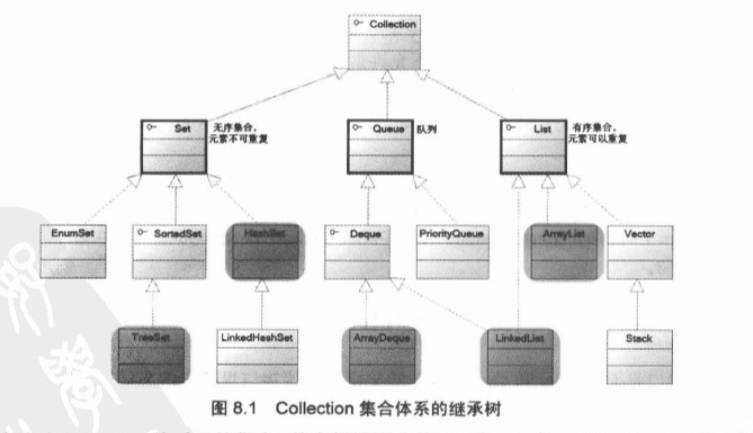 Collection
Set
无序集合,
元素不可重复
Queue
队列
List
有序集合,
元素可以重复
EnumSet
SortedSet
HashSet
Deque
PriorityQueue
ArrayList
Vector
TreeSet
LinkedHashSet
ArrayDeque
LinkedList
Stack
图 8.1 Collection 集合体系的继承树